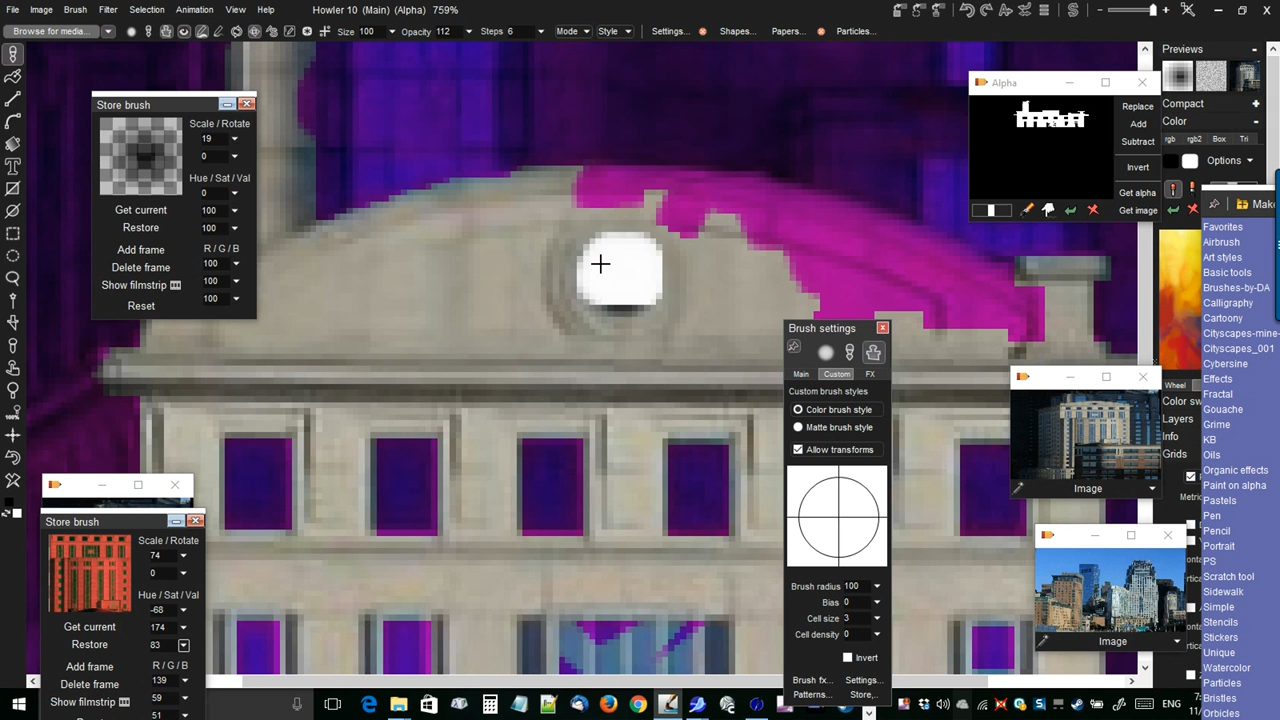 Image Brush Filter Selection Animation View Help Howler 10 (Main) (Alpha) 759%
Browse for media... Size 100 Opacity 112 Steps 6 Mode Style Settings... Shapes... Papers... Particles...
Store brush
Scale / Rotate
19
0
Hue / Sat / Val
0
Get current 100
Restore 100
Add frame R / G / B
Delete frame 100
Show filmstrip 100
Reset 100
Alpha
Replace
Add
Subtract
Invert
Get alpha
Get image
Previews
Compact
Color
rgb rgb2 Box Tri
Options
Favorites
Airbrush
Art styles
Basic tools
Brushes-by-DA
Calligraphy
Cartoony
Cityscapes-mine-
Cityscapes_001
Cybersine
Effects
Fractal
Gouache
Grime
KB
Oils
Organic effects
Paint on alpha
Pastels
Pen
Pencil
Portrait
PS
Scratch tool
Sidewalk
Simple
Stencils
Stickers
Unique
Watercolor
Particles
Bristles
Orbicles
Wheel
Layers
Info
Grids
Brush settings
Main Custom FX
Custom brush styles
Color brush style
Matte brush style
Allow transforms
Brush radius 100
Bias 0
Cell size 3
Cell density 0
Invert
Brush fx... Settings...
Patterns... Store,..
Image
Image
Store brush
Scale / Rotate
74
0
Hue / Sat / Val
-68
Get current 174
Restore 83
Add frame R / G / B
Delete frame 139
Show filmstrip 59
51
100%
ENG